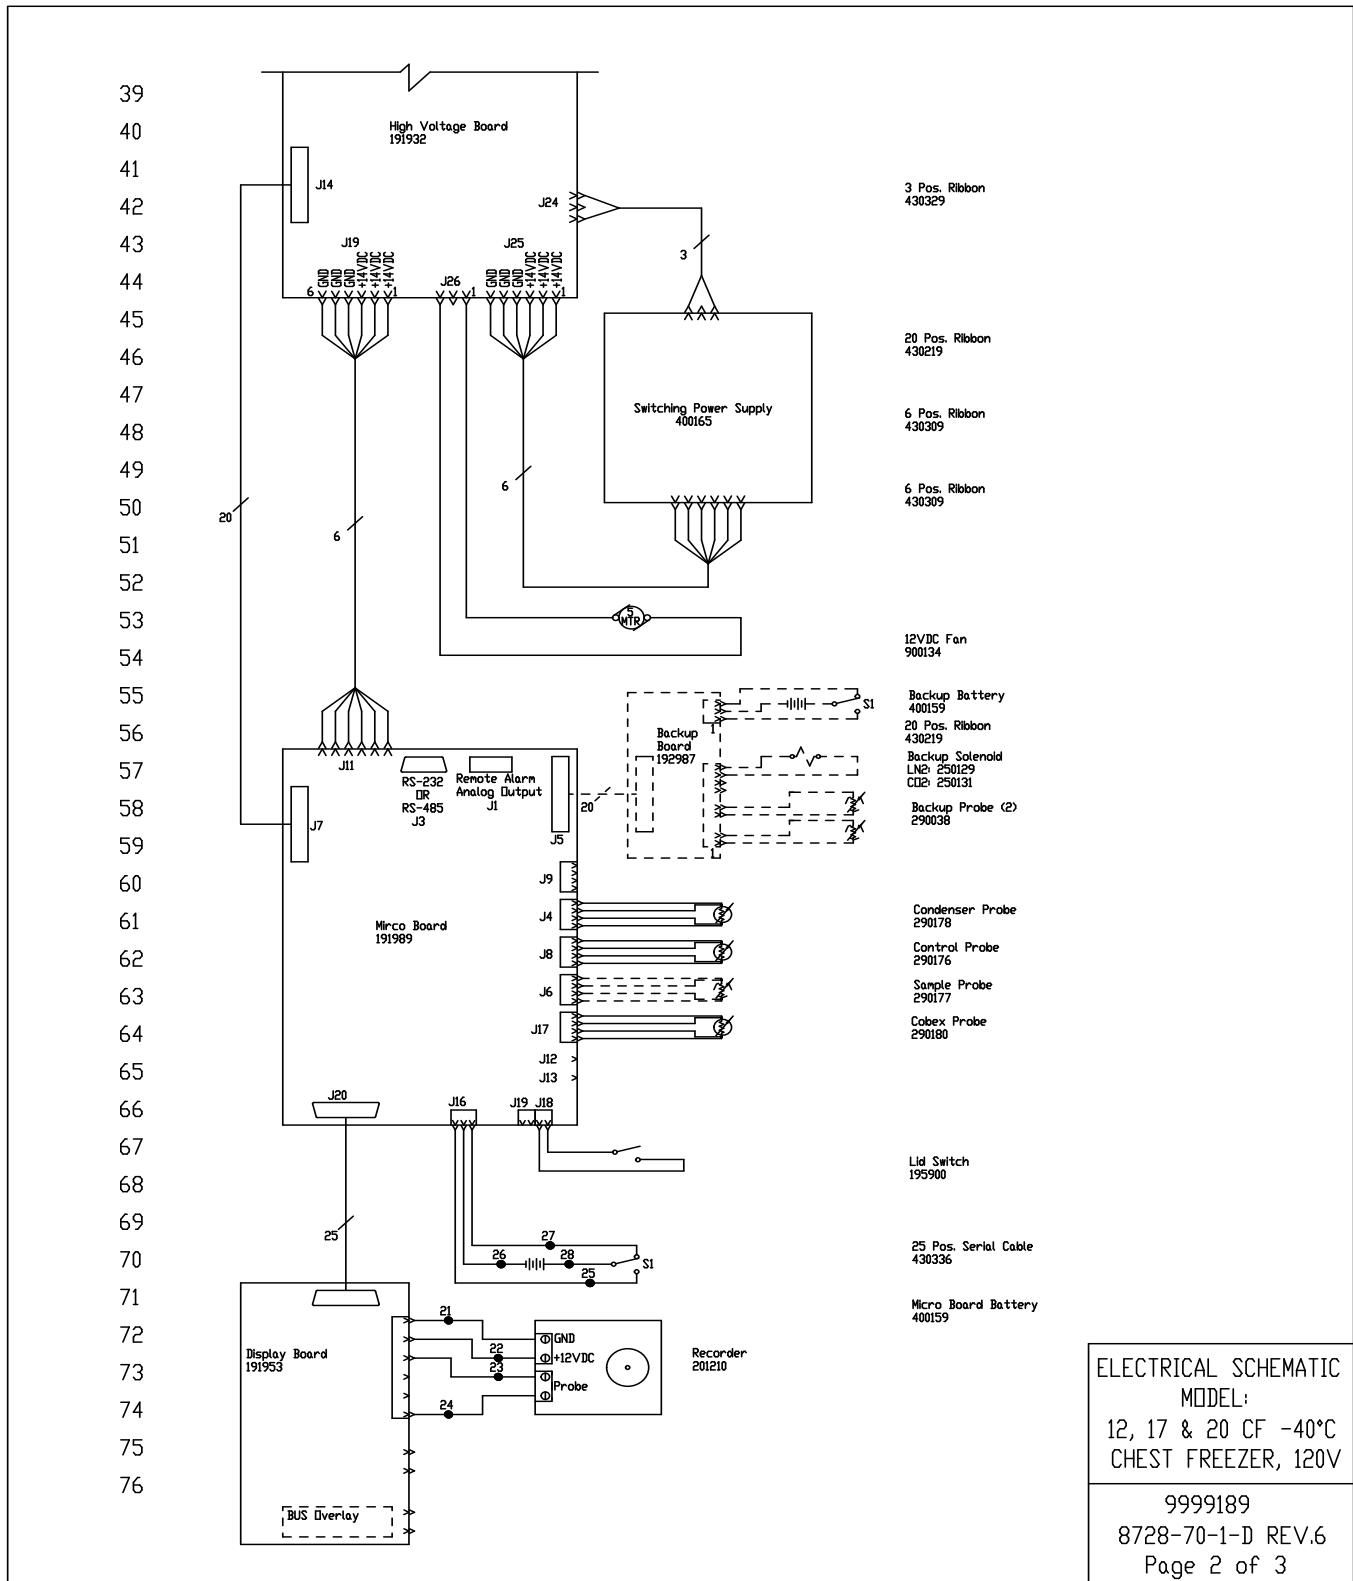 39
40
41
42
43
44
45
46
47
48
49
50
51
52
53
54
55
56
57
58
59
60
61
62
63
64
65
66
67
68
69
70
71
72
73
74
75
76
High Voltage Board
191932
J14
J24
J19
GND
GND
GND
+14VDC
+14VDC
+14VDC
6
1
J26
1
J25
GND
GND
GND
+14VDC
+14VDC
+14VDC
1
3
Switching Power Supply
400165
20
6
6
5
MTR
J11
RS-232
OR
RS-485
J3
Remote Alarm
Analog Output
J1
J5
20
Backup
Board
192987
1
1
S1
J7
J9
J4
J8
J6
J17
J12
J13
Mirco Board
191989
J20
J16
J19
J18
25
27
26
28
25
S1
Display Board
191953
21
22
23
24
GND
+12VDC
Probe
BUS Overlay
Recorder
201210
3 Pos. Ribbon
430329
20 Pos. Ribbon
430219
6 Pos. Ribbon
430309
6 Pos. Ribbon
430309
12VDC Fan
900134
Backup Battery
400159
20 Pos. Ribbon
430219
Backup Solenoid
LN2: 250129
CO2: 250131
Backup Probe (2)
290038
Condenser Probe
290178
Control Probe
290176
Sample Probe
290177
Cobex Probe
290180
Lid Switch
195900
25 Pos. Serial Cable
430336
Micro Board Battery
400159
ELECTRICAL SCHEMATIC
MODEL:
12, 17 & 20 CF -40°C
CHEST FREEZER, 120V
9999189
8728-70-1-D REV.6
Page 2 of 3